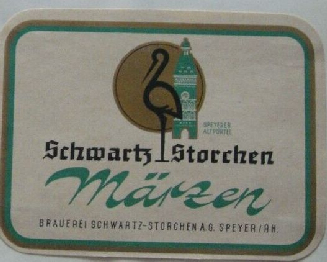 SPEYERER
ALTPÖRTEL
Schwartz Storchen
Märzen
BRAUEREI SCHWARTZ-STORCHEN A.G. SPEYER/RH.